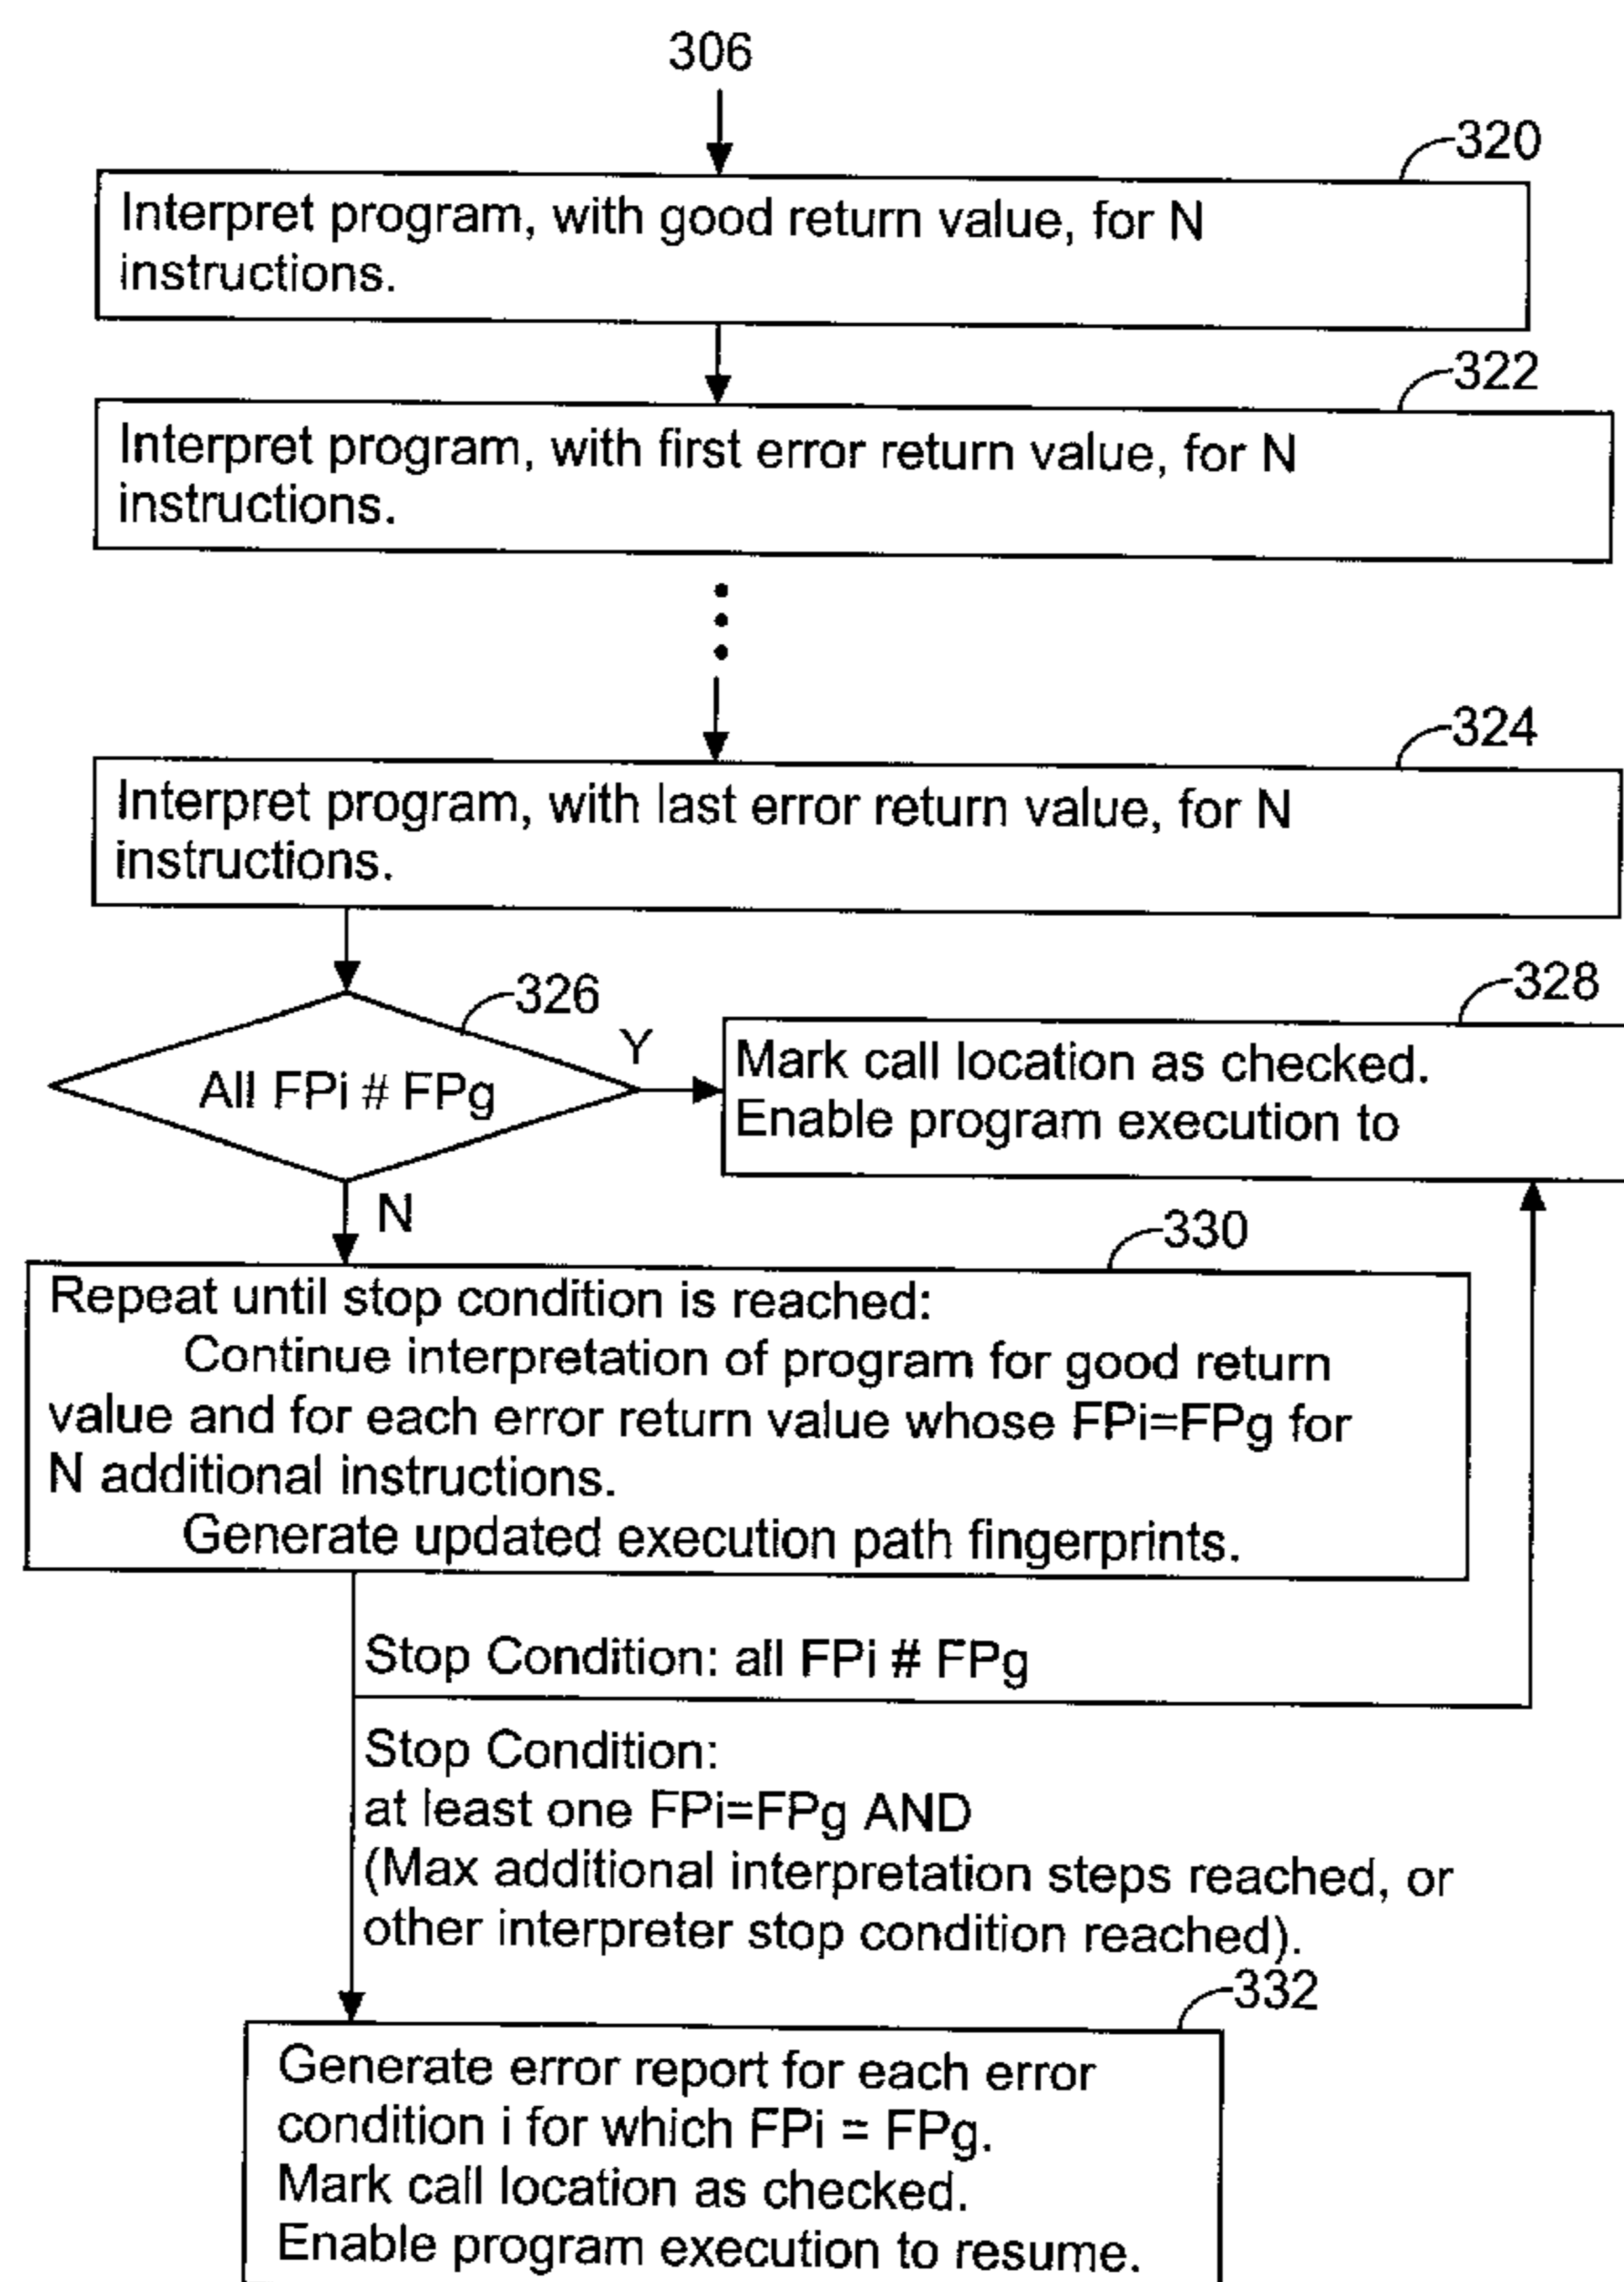 306
320
Interpret program, with good return value, for N
instructions.
322
Interpret program, with first error return value, for N
instructions.
324
Interpret program, with last error return value, for N
instructions.
326
All FPi # FPg
Y
328
Mark call location as checked.
Enable program execution to
N
330
Repeat until stop condition is reached:
Continue interpretation of program for good return
value and for each error return value whose FPi=FPg for
N additional instructions.
Generate updated execution path fingerprints.
Stop Condition: all FPi # FPg
Stop Condition:
at least one FPi=FPg AND
(Max additional interpretation steps reached, or
other interpreter stop condition reached).
332
Generate error report for each error
condition i for which FPi = FPg.
Mark call location as checked.
Enable program execution to resume.